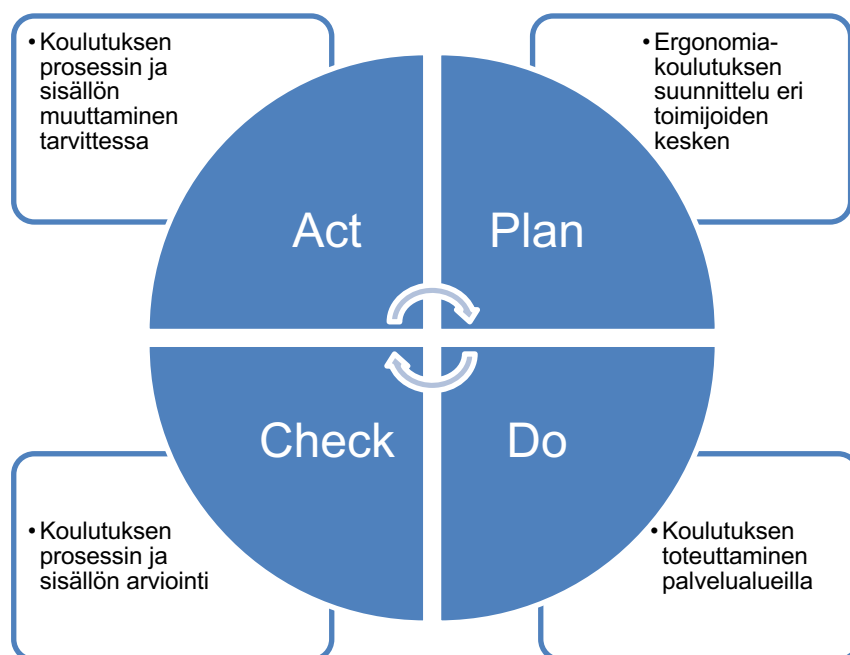 • Koulutuksen
prosessin ja
sisällön
muuttaminen
tarvittessa
• Ergonomia-
koulutuksen
suunnittelu eri
toimijoiden
kesken
Act
Plan
Check
Do
• Koulutuksen
prosessin ja
sisällön arviointi
• Koulutuksen
toteuttaminen
palvelualueilla